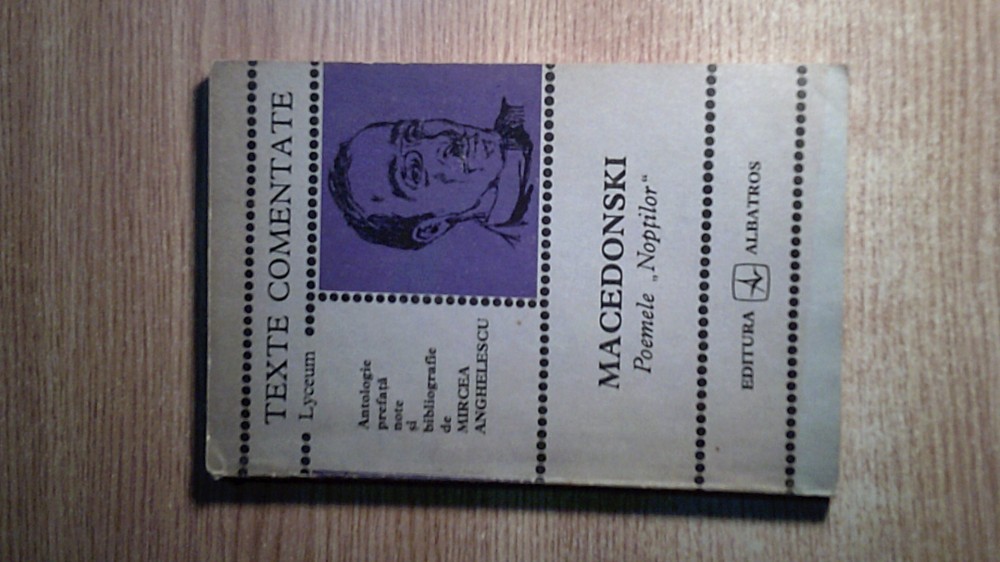 TEXTE COMENTATE
Lyceum
Antologie
prefață
note
și
bibliografie
de
MIRCEA
ANGHELESCU
MACEDONSKI
Poemele „Nopților“
EDITURA ALBATROS